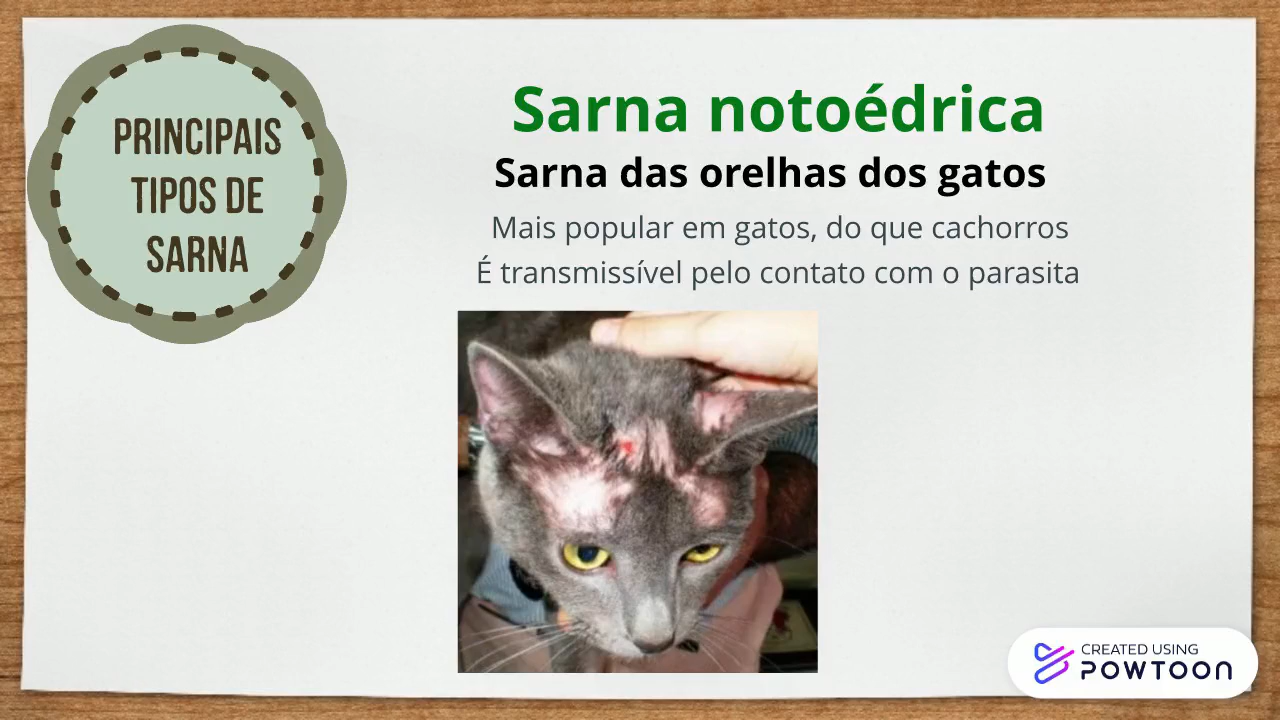 PRINCIPAIS
TIPOS DE
SARNA
Sarna notoédrica
Sarna das orelhas dos gatos
Mais popular em gatos, do que cachorros
É transmissível pelo contato com o parasita
CREATED USING
POWTOON